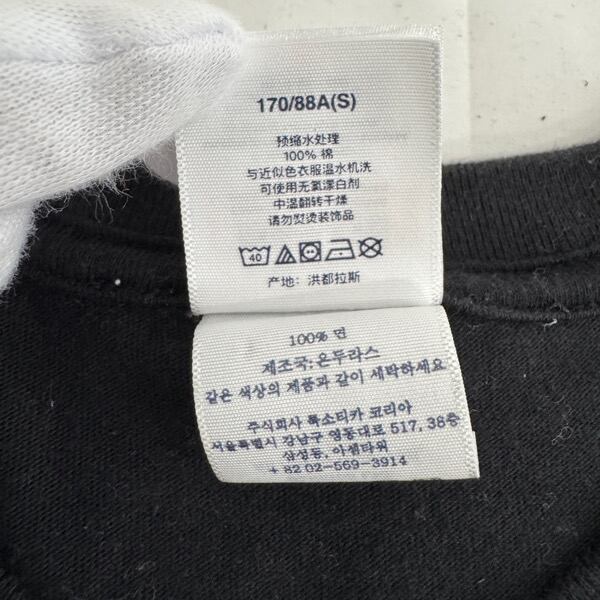 170/88A(S)
预缩水处理
100% 棉
与近似色衣服温水机洗
可使用无氯漂白剂
中温翻转干燥
请勿熨烫装饰品
40
产地: 洪都拉斯
100% 면
제조국: 온두라스
같은 색상의 제품과 같이 세탁하세요
주식회사 룩소티카 코리아
서울특별시 강남구 영동대로 517, 38층
삼성동, 아셈타워
+ 82 02-569-3914